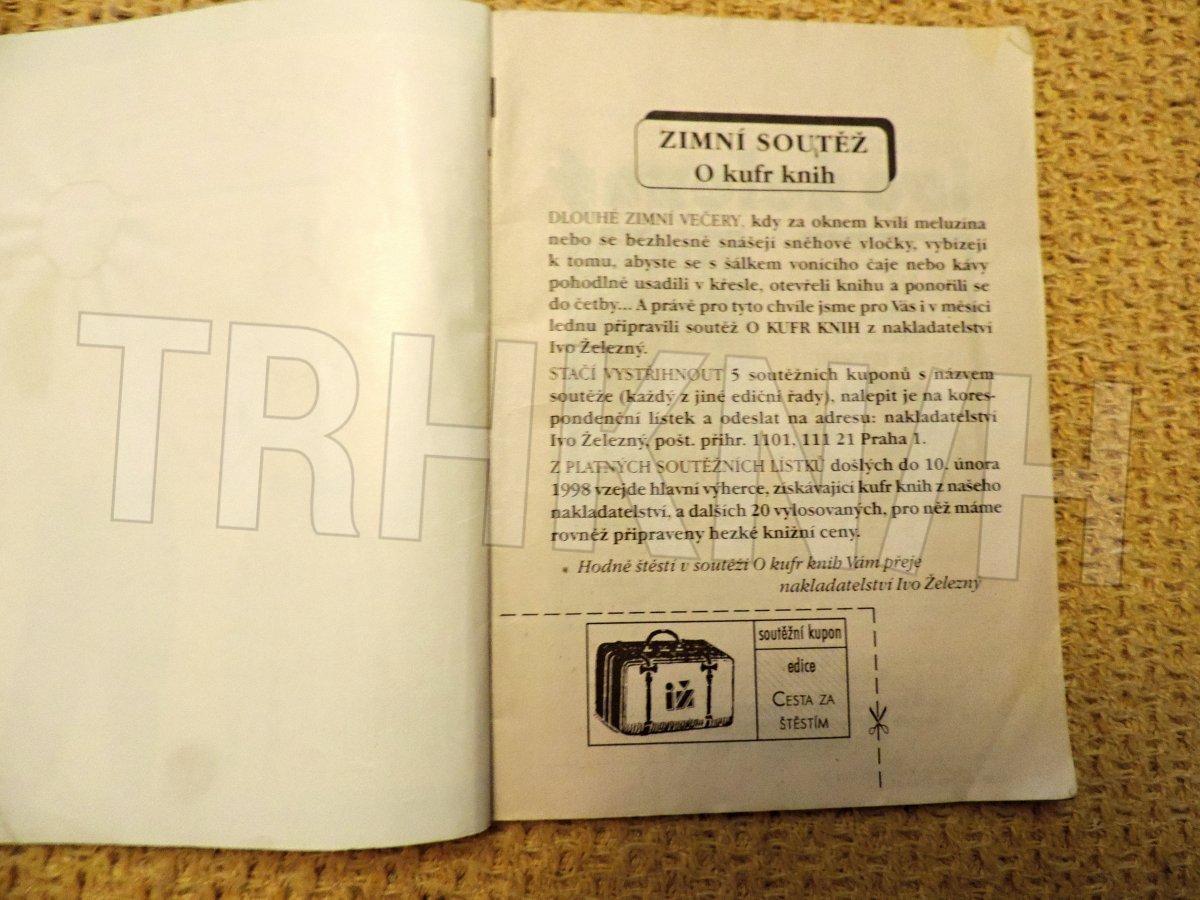 ZIMNÍ SOUTĚŽ
O kufr knih
DLOUHÉ ZIMNÍ VEČERY, kdy za oknem kvílí meluzína
nebo se bezhlesně snášejí sněhové vločky, vybízejí
k tomu, abyste se s šálkem vonícího čaje nebo kávy
pohodlně usadili v křesle, otevřeli knihu a ponořili se
do četby... A právě pro tyto chvíle jsme pro Vás i v měsíci
lednu připravili soutěž O KUFR KNIH z nakladatelství
Ivo Železný.
STAČÍ VYSTŘIHNOUT 5 soutěžních kuponů s názvem
soutěže (každý z jiné ediční řady), nalepit je na kores-
pondenční lístek a odeslat na adresu: nakladatelství
Ivo Železný, pošt. přihr. 1101, 111 21 Praha 1.
Z PLATNÝCH SOUTĚŽNÍCH LÍSTKŮ došlých do 10. února
1998 vzejde hlavní výherce, získávající kufr knih z našeho
nakladatelství, a dalších 20 vylosovaných, pro něž máme
rovněž připraveny hezké knižní ceny.
Hodně štěstí v soutěži O kufr knih Vám přeje
nakladatelství Ivo Železný
soutěžní kupon
edice
CESTA ZA
ŠTĚSTÍM
iž
TRHKNIH